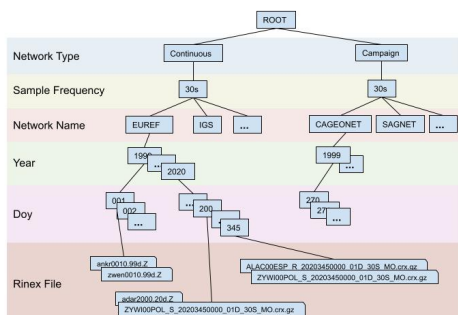 ROOT
Network Type
Continuous
Campaign
Sample Frequency
30s
30s
Network Name
EUREF
IGS
...
CAGEONET
SAGNET
...
Year
...
2020
1999
...
Doy
001
002
...
...
200
...
345
270
...
Rinex File
ankr0010.99d.Z
zwen0010.99d.Z
ALAC00ESP_R_20203450000_01D_30S_MO.crx.gz
ZYWI00POL_S_20203450000_01D_30S_MO.crx.gz
adar2000.20d.Z
ZYWI00POL_S_20203450000_01D_30S_MO.crx.gz